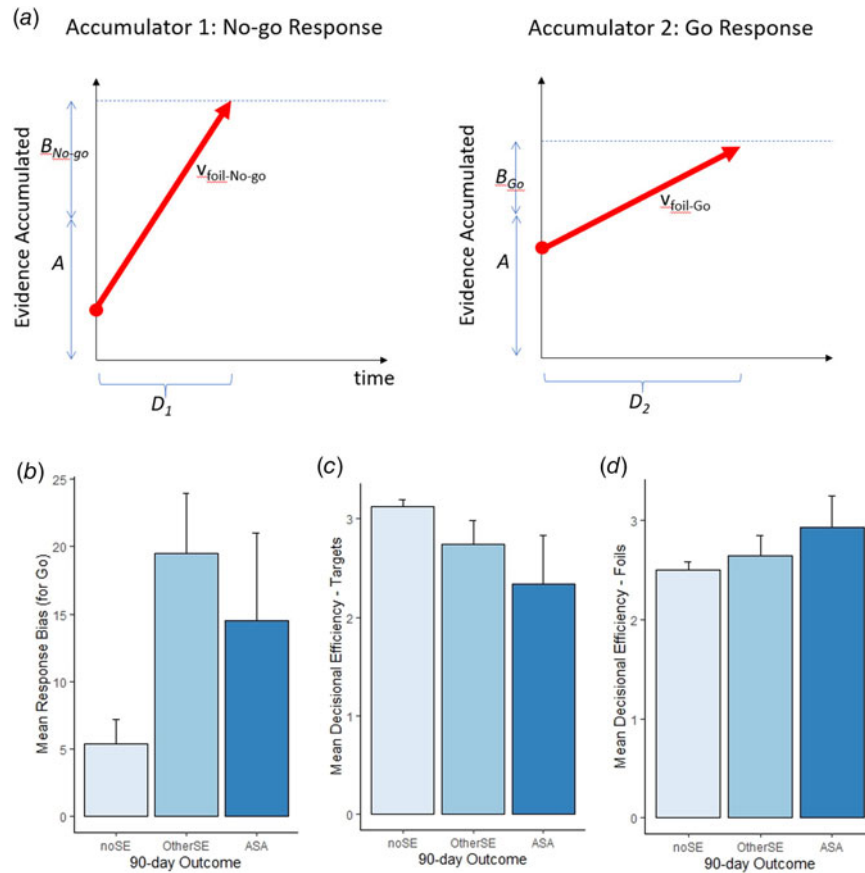 (a)
Accumulator 1: No-go Response
Accumulator 2: Go Response
Evidence Accumulated
B_No-go
A
v_foil-No-go
time
D_1
Evidence Accumulated
B_Go
A
v_foil-Go
D_2
(b)
25
20
15
10
5
0
Mean Response Bias (for Go)
noSE
OtherSE
ASA
90-day Outcome
(c)
3
2
1
0
Mean Decisional Efficiency - Targets
noSE
OtherSE
ASA
90-day Outcome
(d)
3
2
1
0
Mean Decisional Efficiency - Foils
noSE
OtherSE
ASA
90-day Outcome